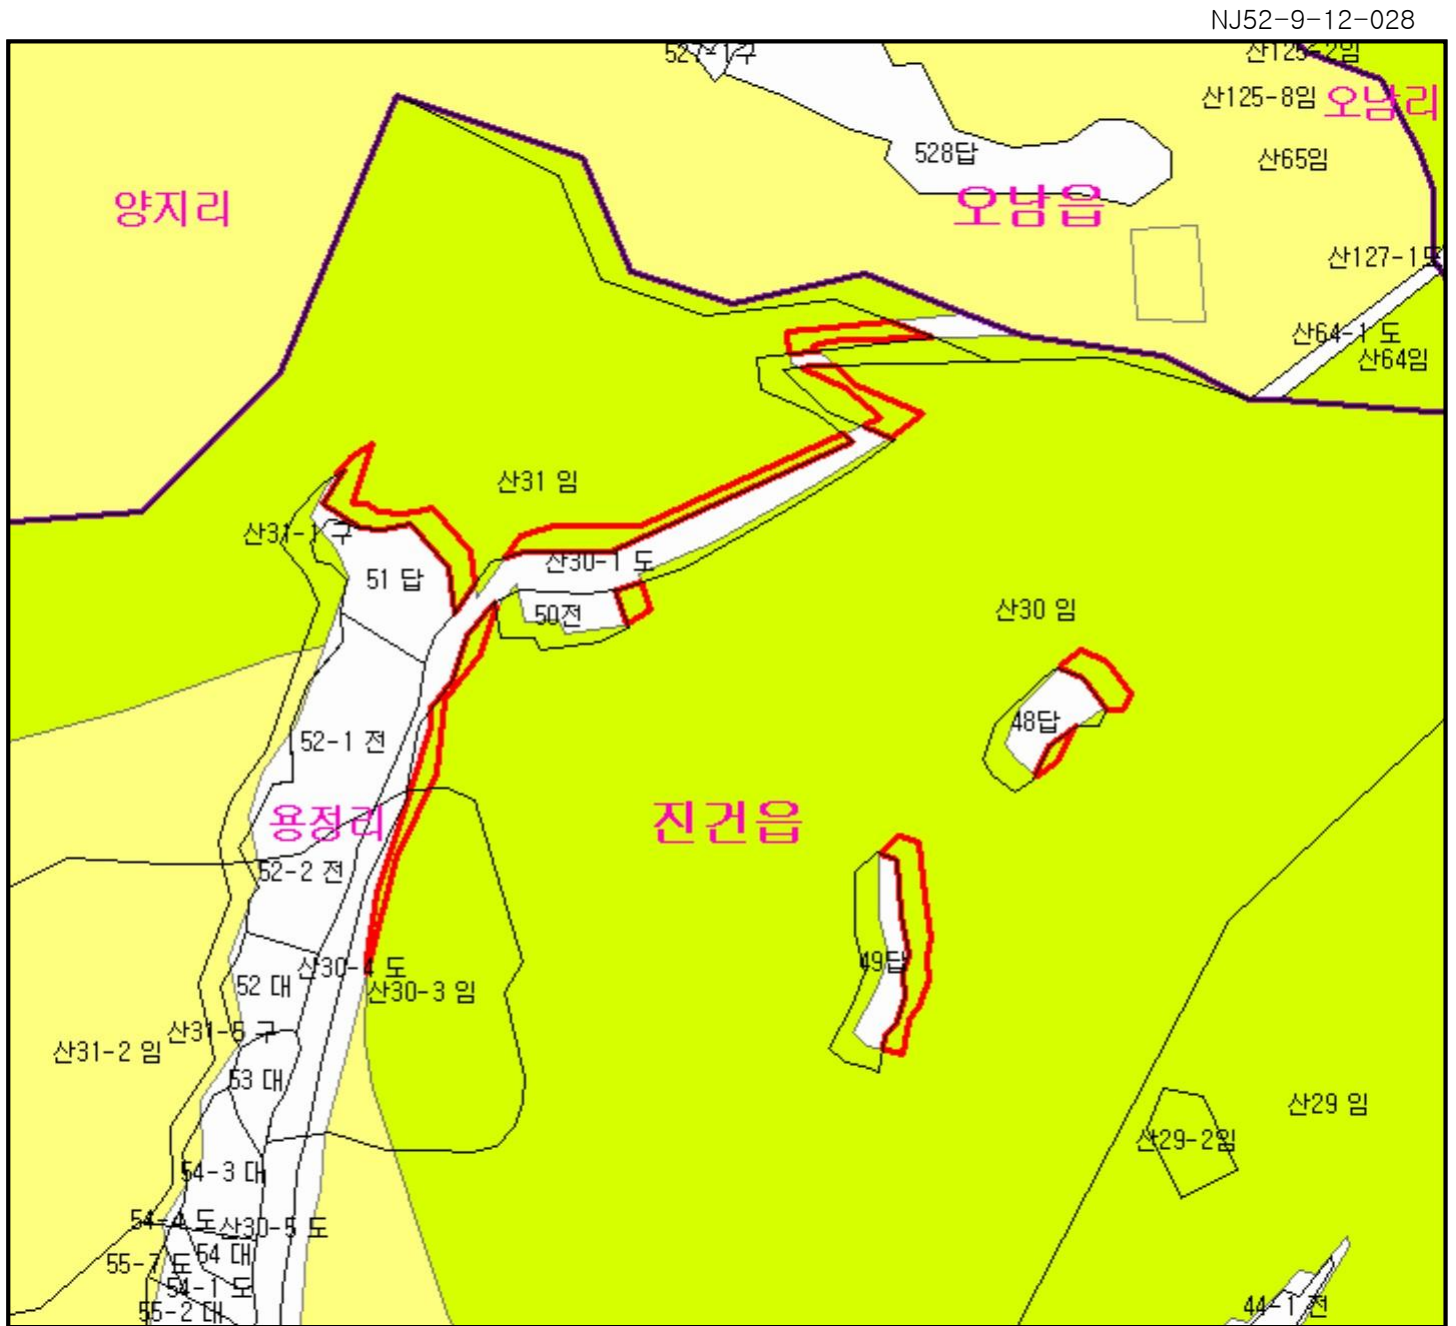 NJ52-9-12-028
527-1구
산125-2임
산125-8임
오남리
528답
산65임
양지리
오남읍
산127-1도
산64-1 도
산64임
산31 임
산31-1 구
산30-1 도
51 답
50전
산30 임
48답
52-1 전
용정리
진건읍
52-2 전
49답
산30-4 도
52 대
산30-3 임
산31-5 구
산31-2 임
53 대
산29 임
산29-2임
54-3 대
54-4 도
산30-5 도
54 대
55-7 도
54-1 도
44-1 전
55-2 대